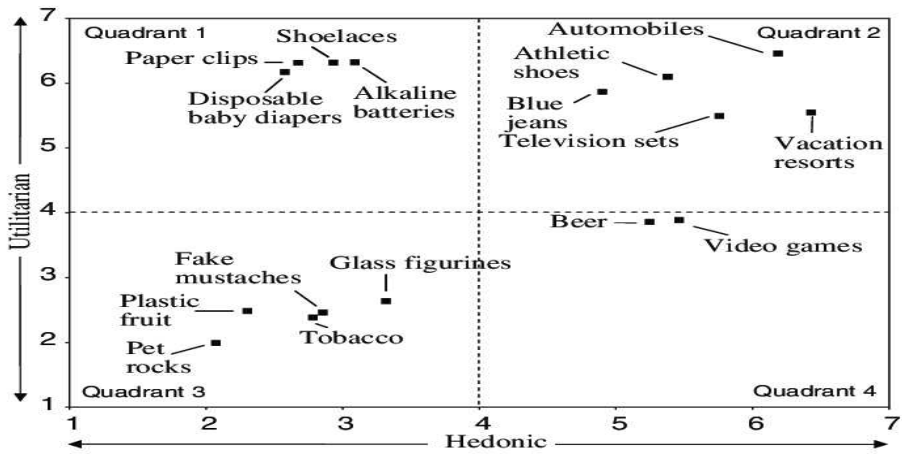 7
Quadrant 1
Shoelaces
Automobiles
Quadrant 2
Paper clips
Athletic
shoes
6
Disposable
baby diapers
Alkaline
batteries
Blue
jeans
Television sets
Vacation
resorts
5
Utilitarian
4
Beer
Video games
Fake
mustaches
Glass figurines
3
Plastic
fruit
Tobacco
2
Pet
rocks
Quadrant 3
Quadrant 4
1
1 2 3 4 5 6 7
Hedonic